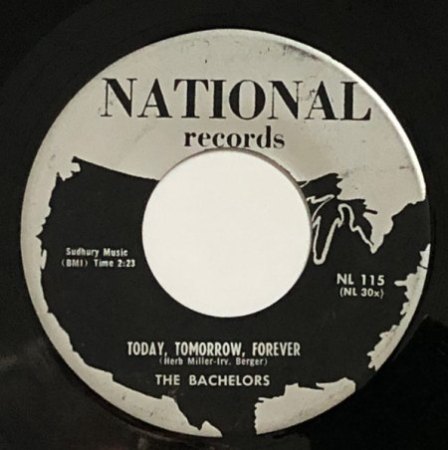 NATIONAL
records
Sudbury Music
(BMI) Time 2:23
NL 115
(NL 30x)
TODAY, TOMORROW, FOREVER
(Herb Miller-Irv. Berger)
THE BACHELORS